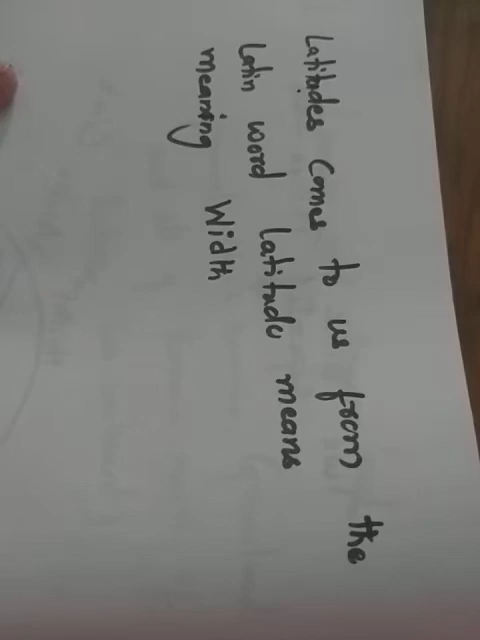 Latitudes Comes to us from the
Latin word Latitude means
meaning Width